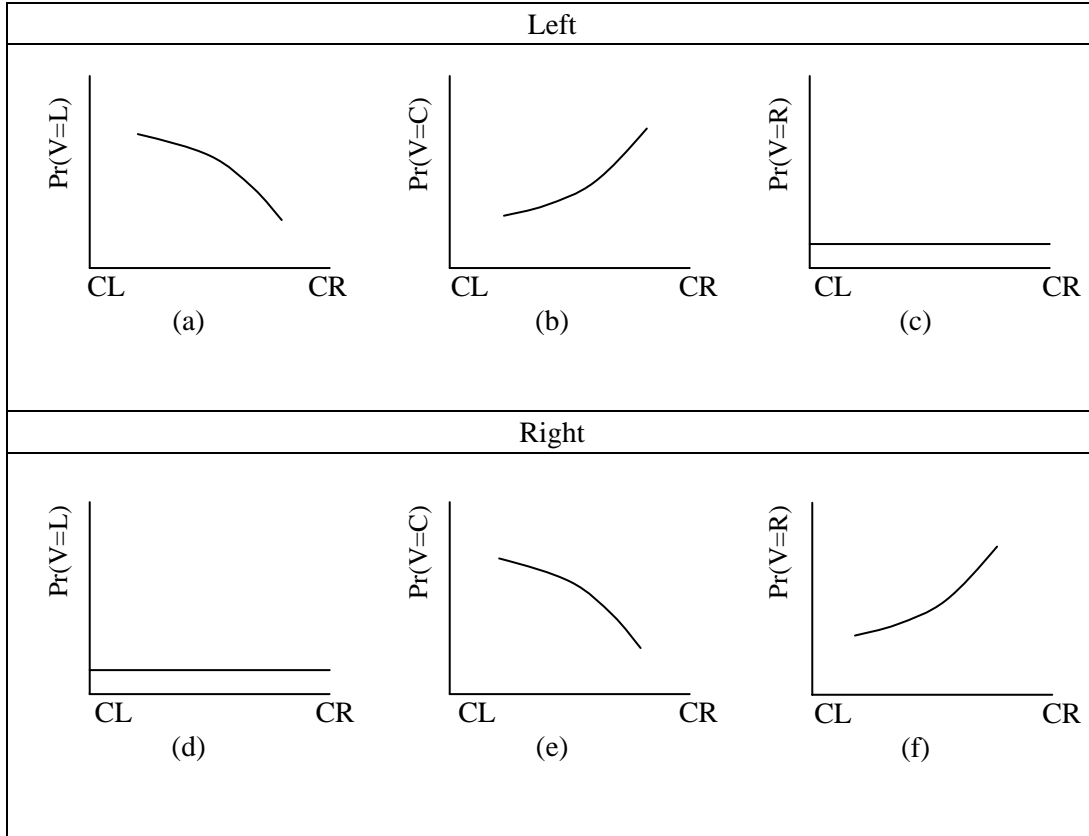 Left
Pr(V=L)
Pr(V=C)
Pr(V=R)
CL CR
CL CR
CL CR
(a)
(b)
(c)
Right
Pr(V=L)
Pr(V=C)
Pr(V=R)
CL CR
CL CR
CL CR
(d)
(e)
(f)